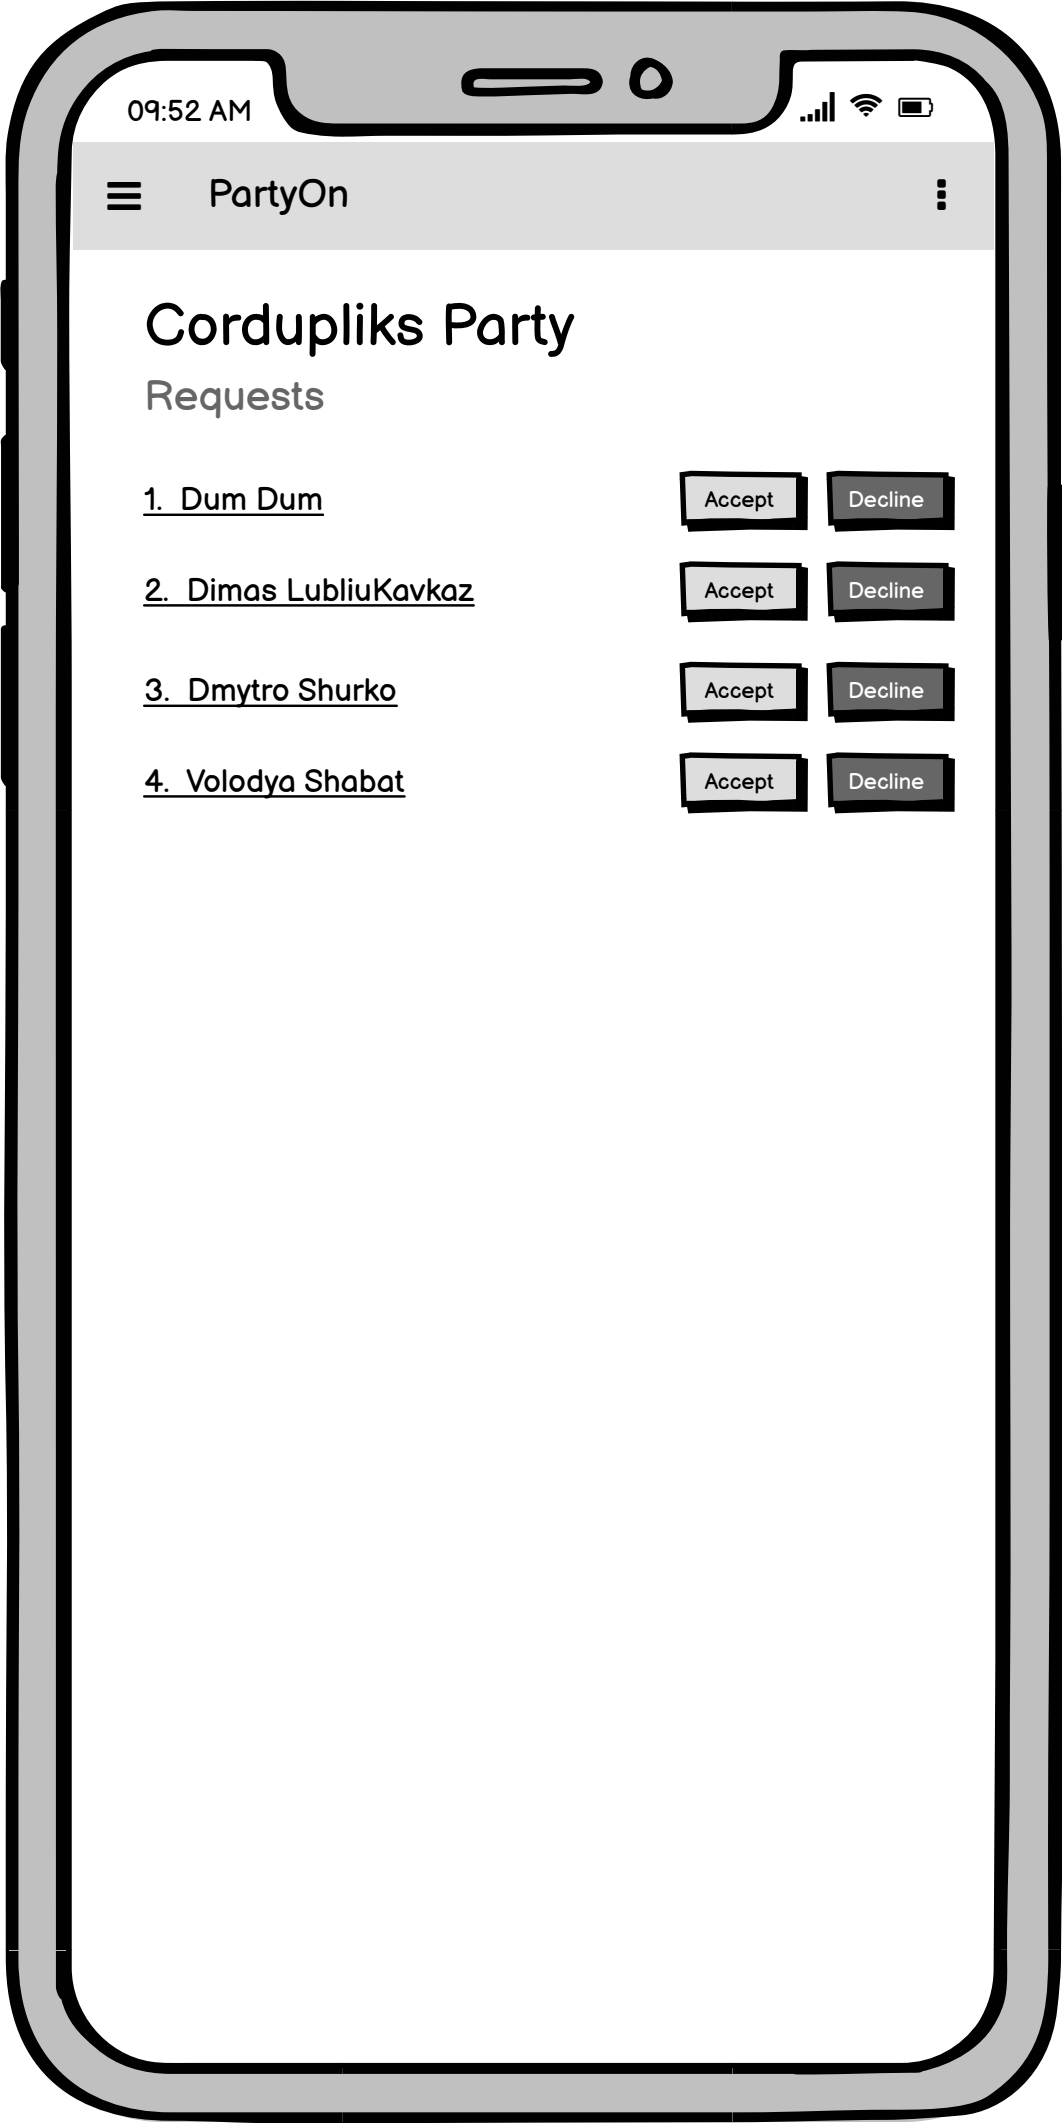 09:52 AM
PartyOn
Cordupliks Party
Requests
1. Dum Dum Accept Decline
2. Dimas LubliuKavkaz Accept Decline
3. Dmytro Shurko Accept Decline
4. Volodya Shabat Accept Decline